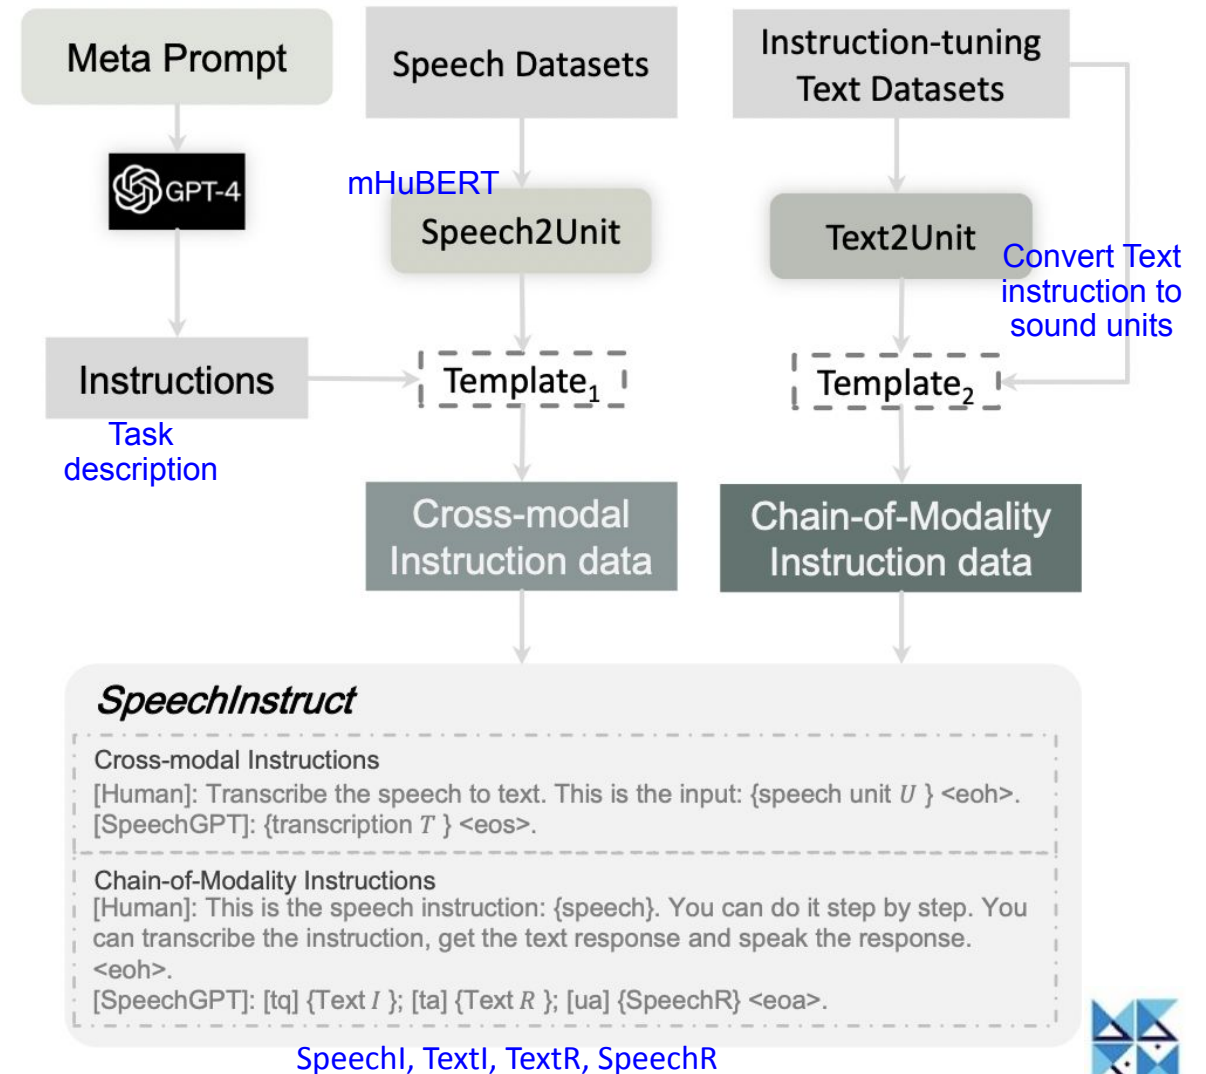 Meta Prompt
Speech Datasets
Instruction-tuning
Text Datasets
GPT-4
mHuBERT
Speech2Unit
Text2Unit
Convert Text
instruction to
sound units
Instructions
Template1
Template2
Task
description
Cross-modal
Instruction data
Chain-of-Modality
Instruction data
SpeechInstruct
Cross-modal Instructions
[Human]: Transcribe the speech to text. This is the input: {speech unit U } <eoh>.
[SpeechGPT]: {transcription T } <eos>.
Chain-of-Modality Instructions
[Human]: This is the speech instruction: {speech}. You can do it step by step. You
can transcribe the instruction, get the text response and speak the response.
<eoh>.
[SpeechGPT]: [tq] {Text I }; [ta] {Text R }; [ua] {SpeechR} <eoa>.
SpeechI, TextI, TextR, SpeechR